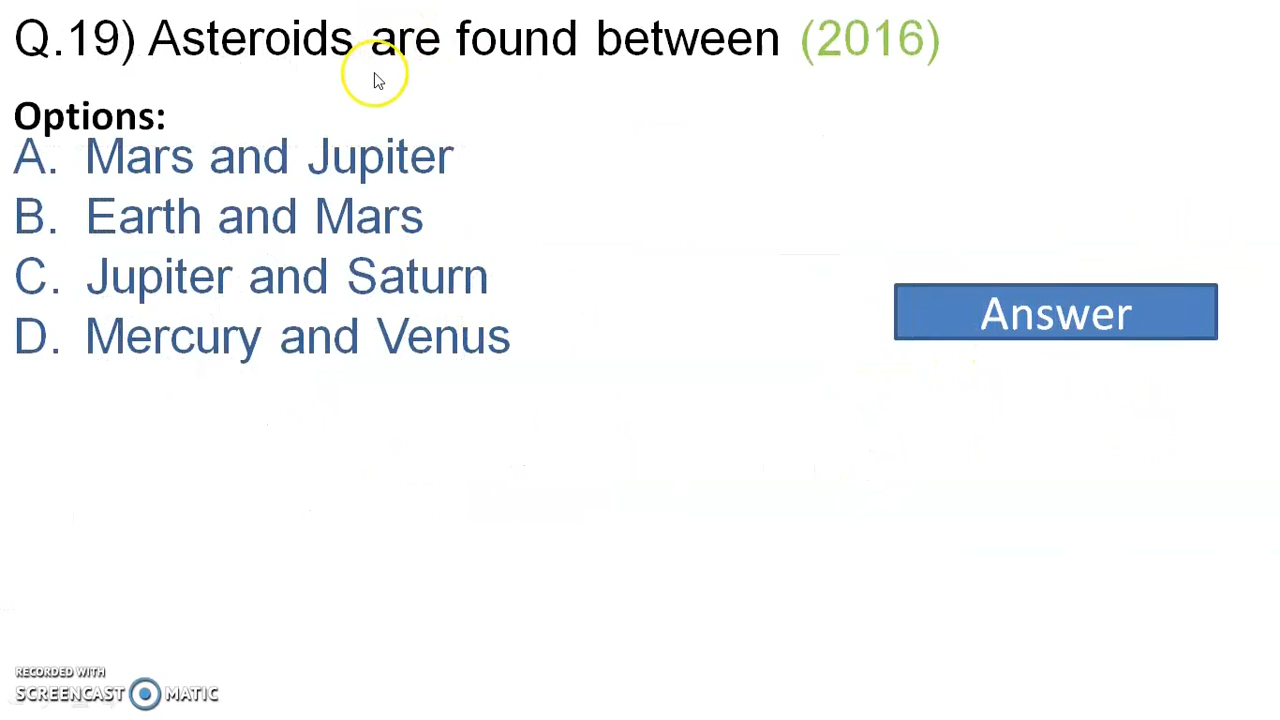 Q.19) Asteroids are found between (2016)
Options:
A. Mars and Jupiter
B. Earth and Mars
C. Jupiter and Saturn
D. Mercury and Venus
Answer
RECORDED WITH
SCREENCAST MATIC